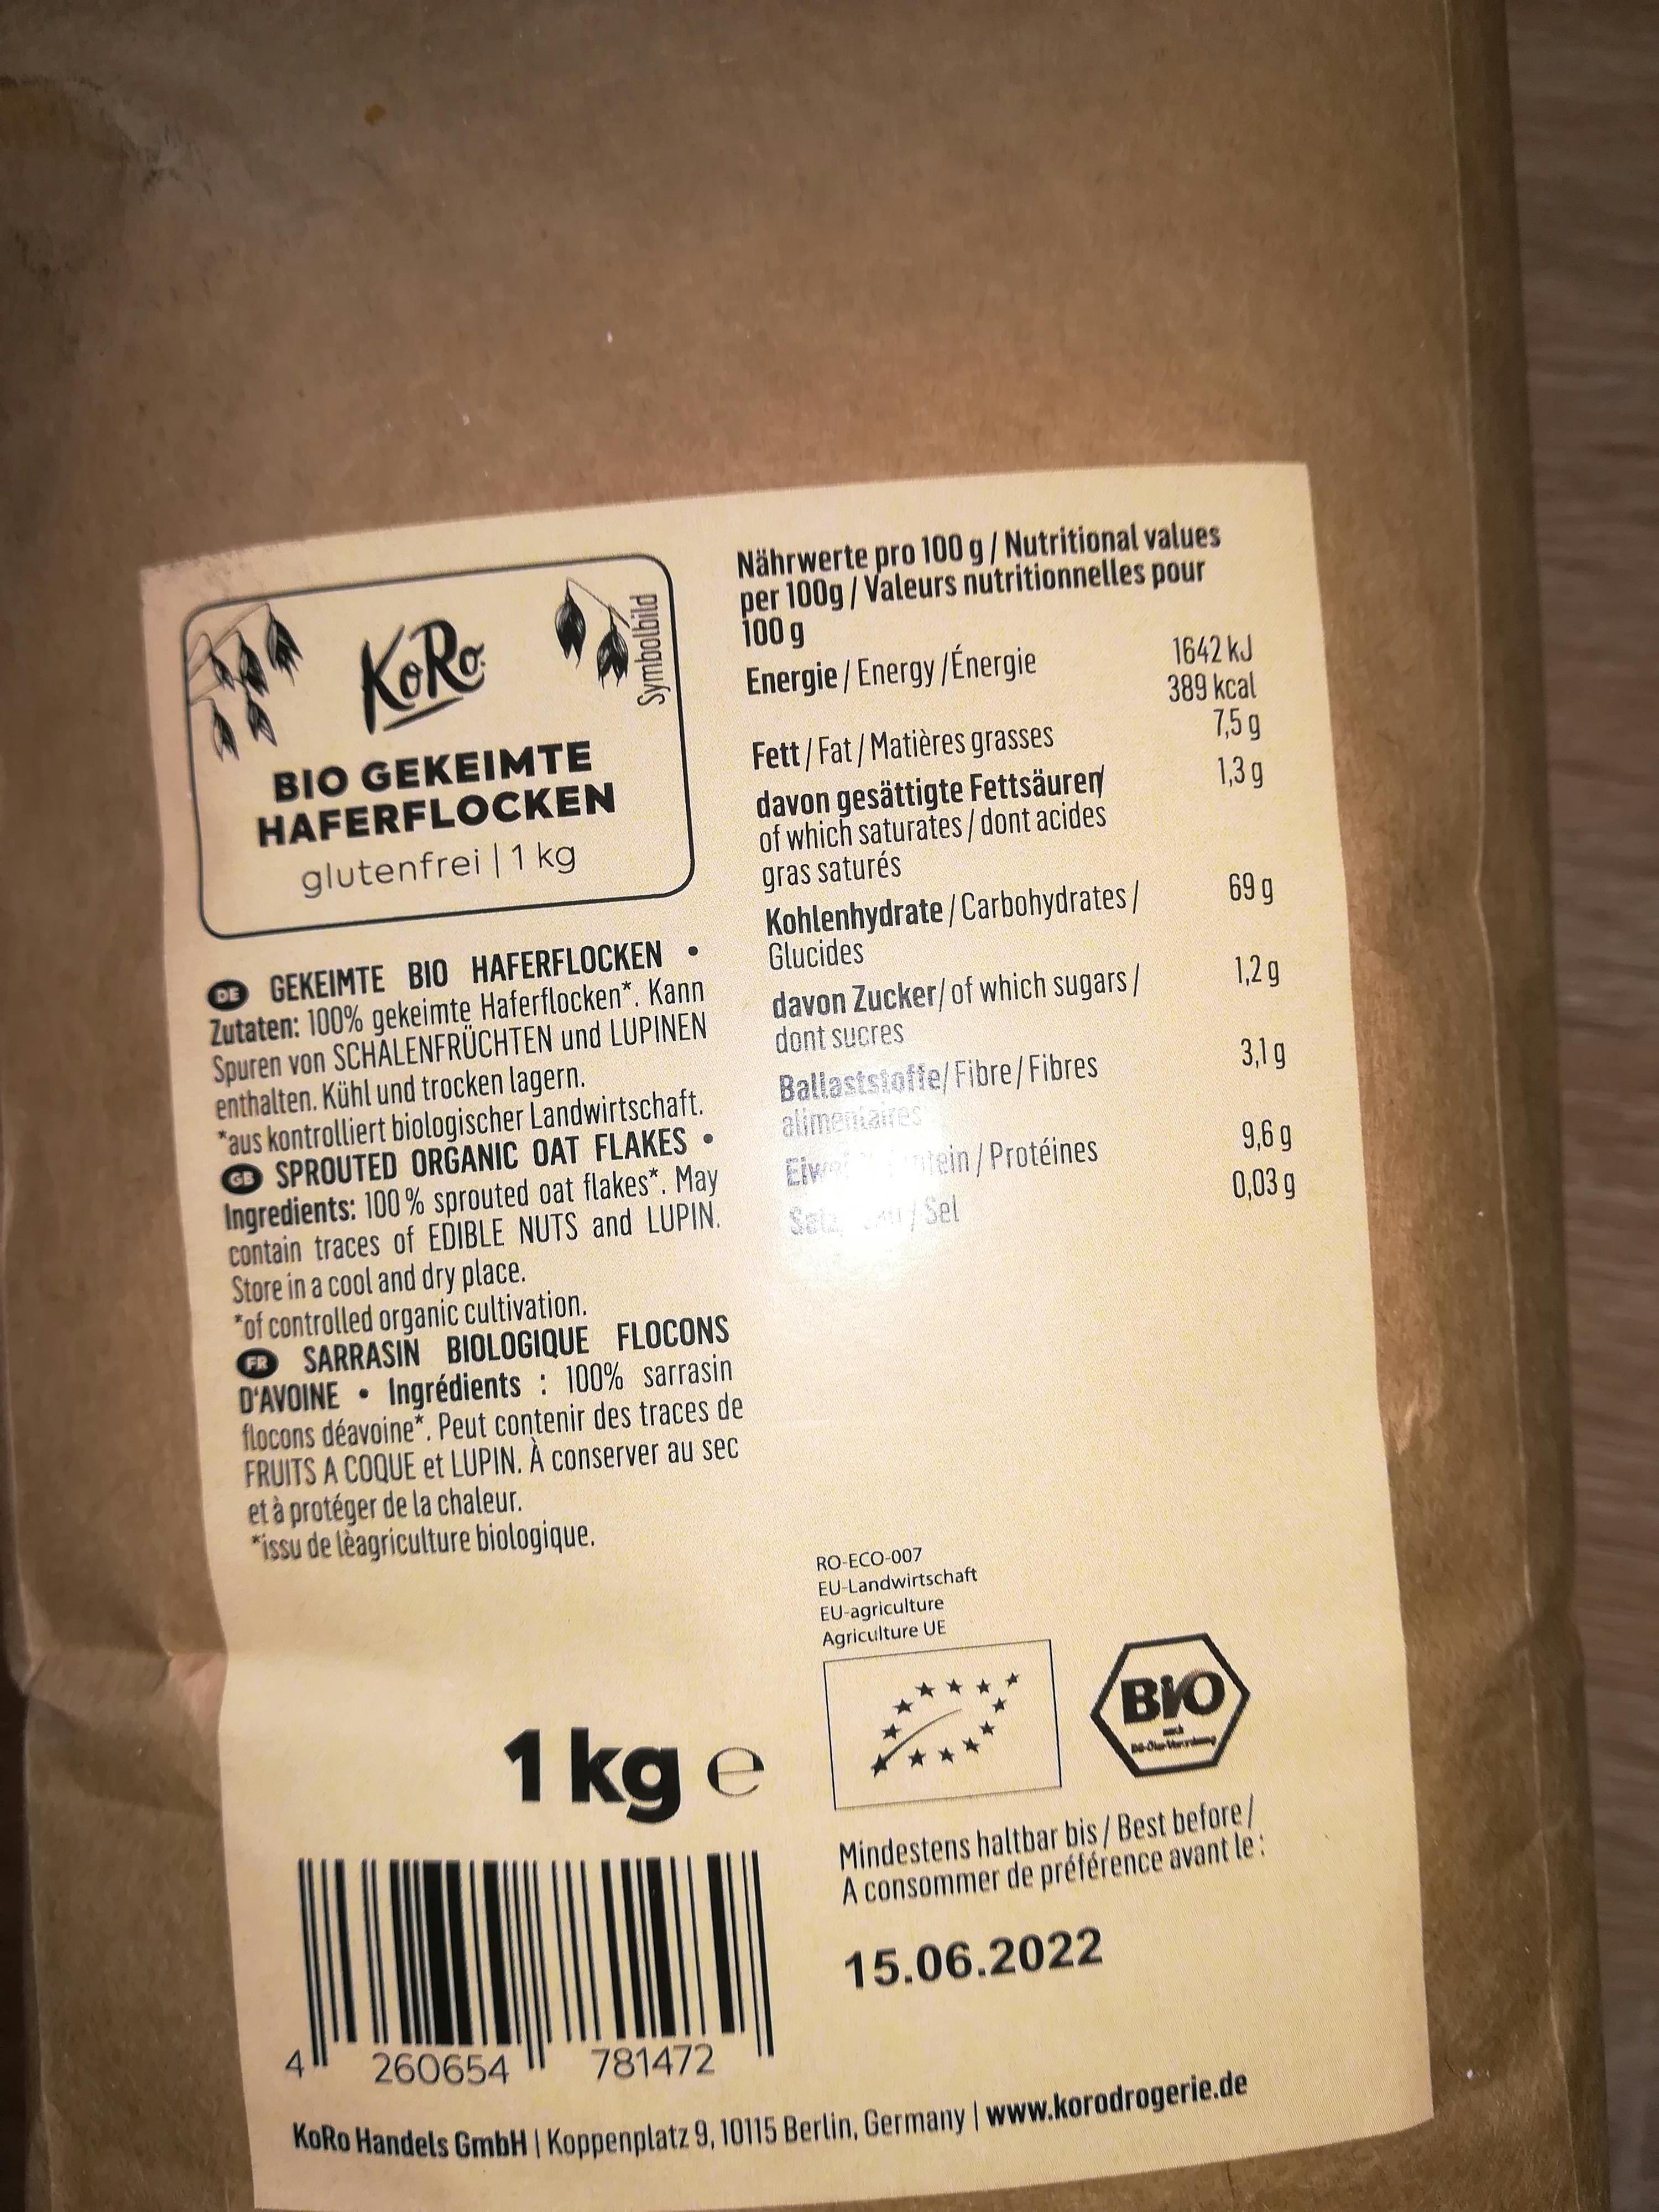 KoRo
Symbolbild
BIO GEKEIMTE
HAFERFLOCKEN
glutenfrei | 1 kg
DE GEKEIMTE BIO HAFERFLOCKEN •
Zutaten: 100% gekeimte Haferflocken*. Kann
Spuren von SCHALENFRÜCHTEN und LUPINEN
enthalten. Kühl und trocken lagern.
*aus kontrolliert biologischer Landwirtschaft.
GB SPROUTED ORGANIC OAT FLAKES •
Ingredients: 100 % sprouted oat flakes*. May
contain traces of EDIBLE NUTS and LUPIN.
Store in a cool and dry place.
*of controlled organic cultivation.
FR SARRASIN BIOLOGIQUE FLOCONS
D'AVOINE • Ingrédients : 100% sarrasin
flocons déavoine*. Peut contenir des traces de
FRUITS A COQUE et LUPIN. À conserver au sec
et à protéger de la chaleur.
*issu de lèagriculture biologique.
Nährwerte pro 100 g / Nutritional values
per 100g / Valeurs nutritionnelles pour
100 g
Energie / Energy /Énergie 1642 kJ
389 kcal
Fett / Fat / Matières grasses 7,5 g
davon gesättigte Fettsäuren/ 1,3 g
of which saturates / dont acides
gras saturés
Kohlenhydrate / Carbohydrates / 69 g
Glucides
davon Zucker/ of which sugars / 1,2 g
dont sucres
Ballaststoffe/ Fibre / Fibres 3,1 g
alimentaires
/ Protéines 9,6 g
/ Sel 0,03 g
RO-ECO-007
EU-Landwirtschaft
EU-agriculture
Agriculture UE
BIO
nach
EG-Öko-Verordnung
1 kg e
Mindestens haltbar bis / Best before /
A consommer de préférence avant le :
15.06.2022
4 260654 781472
KoRo Handels GmbH | Koppenplatz 9, 10115 Berlin, Germany | www.korodrogerie.de